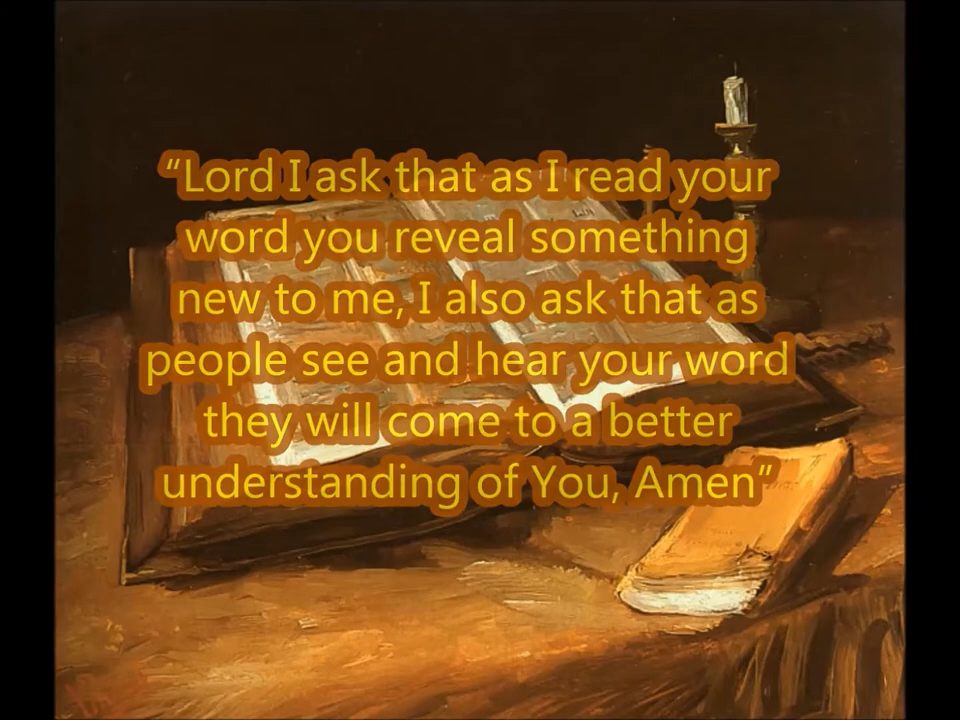 “Lord I ask that as I read your
word you reveal something
new to me, I also ask that as
people see and hear your word
they will come to a better
understanding of You, Amen”